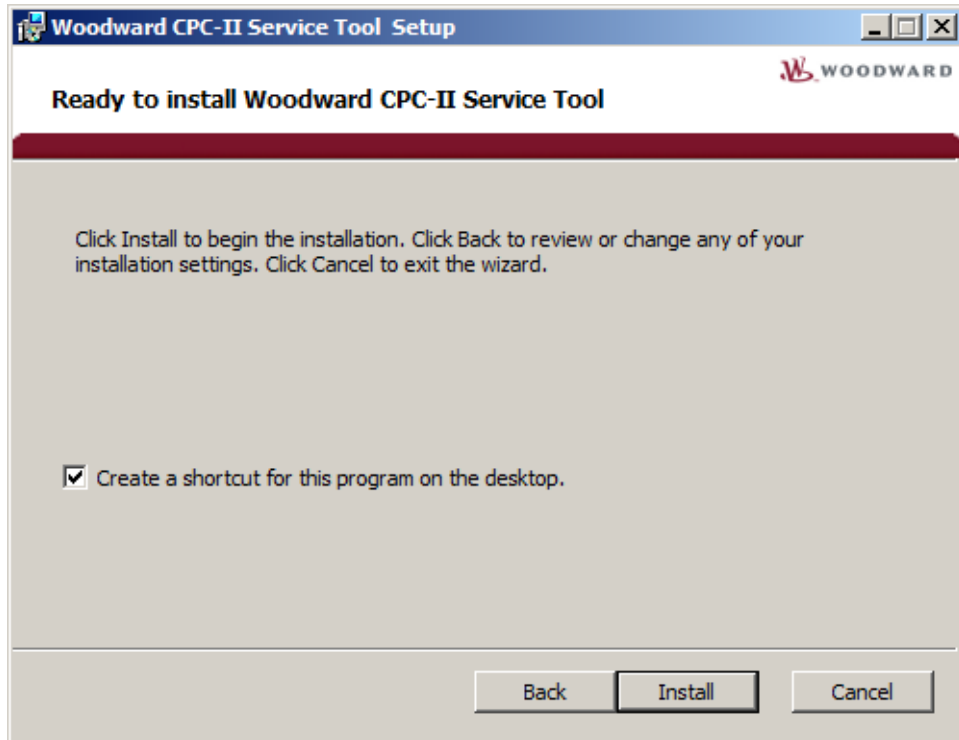 Woodward CPC-II Service Tool Setup
WOODWARD
Ready to install Woodward CPC-II Service Tool
Click Install to begin the installation. Click Back to review or change any of your
installation settings. Click Cancel to exit the wizard.
Create a shortcut for this program on the desktop.
Back Install Cancel